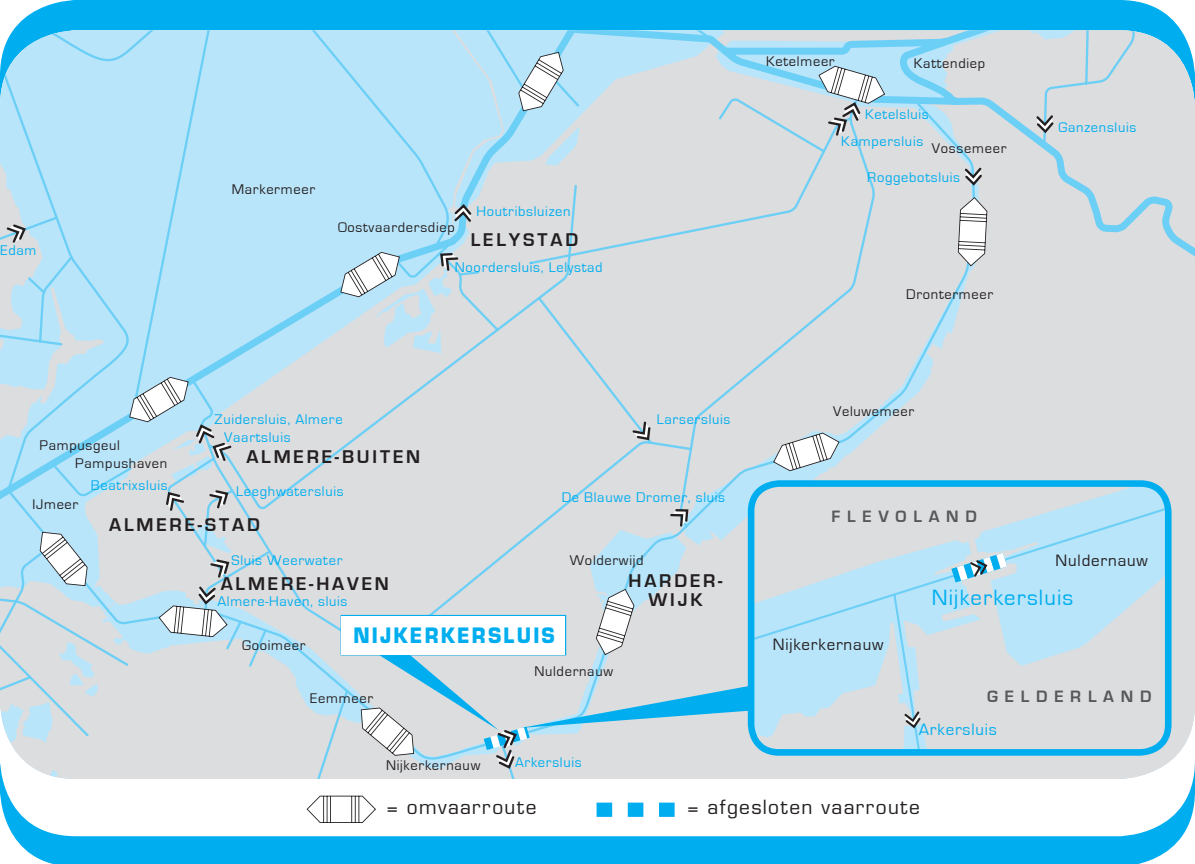 Ketelmeer
Kattendiep
Ketelsluis
Ganzensluis
Kampersluis
Vossemeer
Roggebotsluis
Markermeer
Houtribsluizen
Oostvaardersdiep
LELYSTAD
Edam
Noordersluis, Lelystad
Drontermeer
Veluwemeer
Zuidersluis, Almere
Larsersluis
Vaartsluis
Pampusgeul
ALMERE-BUITEN
Pampushaven
Beatrixsluis
Leeghwatersluis
De Blauwe Dromer, sluis
IJmeer
ALMERE-STAD
FLEVOLAND
Sluis Weerwater
Wolderwijd
Nuldernauw
ALMERE-HAVEN
HARDER-
WIJK
Almere-Haven, sluis
Nijkerkersluis
NIJKERKERSLUIS
Gooimeer
Nijkerkernauw
Nuldernauw
Eemmeer
GELDERLAND
Arkersluis
Nijkerkernauw
Arkersluis
= omvaarroute
= afgesloten vaarroute